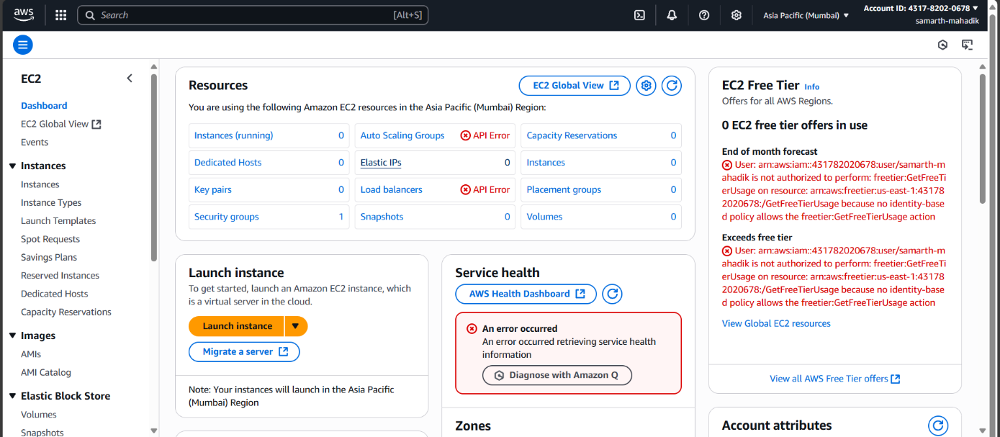 aws
Search [Alt+S]
Asia Pacific (Mumbai)
Account ID: 4317-8202-0678
samarth-mahadik
EC2
Dashboard
EC2 Global View
Events
Instances
Instances
Instance Types
Launch Templates
Spot Requests
Savings Plans
Reserved Instances
Dedicated Hosts
Capacity Reservations
Images
AMIs
AMI Catalog
Elastic Block Store
Volumes
Snapshots
Resources
EC2 Global View
You are using the following Amazon EC2 resources in the Asia Pacific (Mumbai) Region:
Instances (running) 0
Auto Scaling Groups API Error
Capacity Reservations 0
Dedicated Hosts 0
Elastic IPs 0
Instances 0
Key pairs 0
Load balancers API Error
Placement groups 0
Security groups 1
Snapshots 0
Volumes 0
Launch instance
To get started, launch an Amazon EC2 instance, which
is a virtual server in the cloud.
Launch instance
Migrate a server
Note: Your instances will launch in the Asia Pacific
(Mumbai) Region
Service health
AWS Health Dashboard
An error occurred
An error occurred retrieving service health
information
Diagnose with Amazon Q
Zones
EC2 Free Tier Info
Offers for all AWS Regions.
0 EC2 free tier offers in use
End of month forecast
User: arn:aws:iam::431782020678:user/samarth-m
ahadik is not authorized to perform: freetier:GetFreeTi
erUsage on resource: arn:aws:freetier:us-east-1:43178
2020678:/GetFreeTierUsage because no identity-base
d policy allows the freetier:GetFreeTierUsage action
Exceeds free tier
User: arn:aws:iam::431782020678:user/samarth-m
ahadik is not authorized to perform: freetier:GetFreeTi
erUsage on resource: arn:aws:freetier:us-east-1:43178
2020678:/GetFreeTierUsage because no identity-base
d policy allows the freetier:GetFreeTierUsage action
View Global EC2 resources
View all AWS Free Tier offers
Account attributes